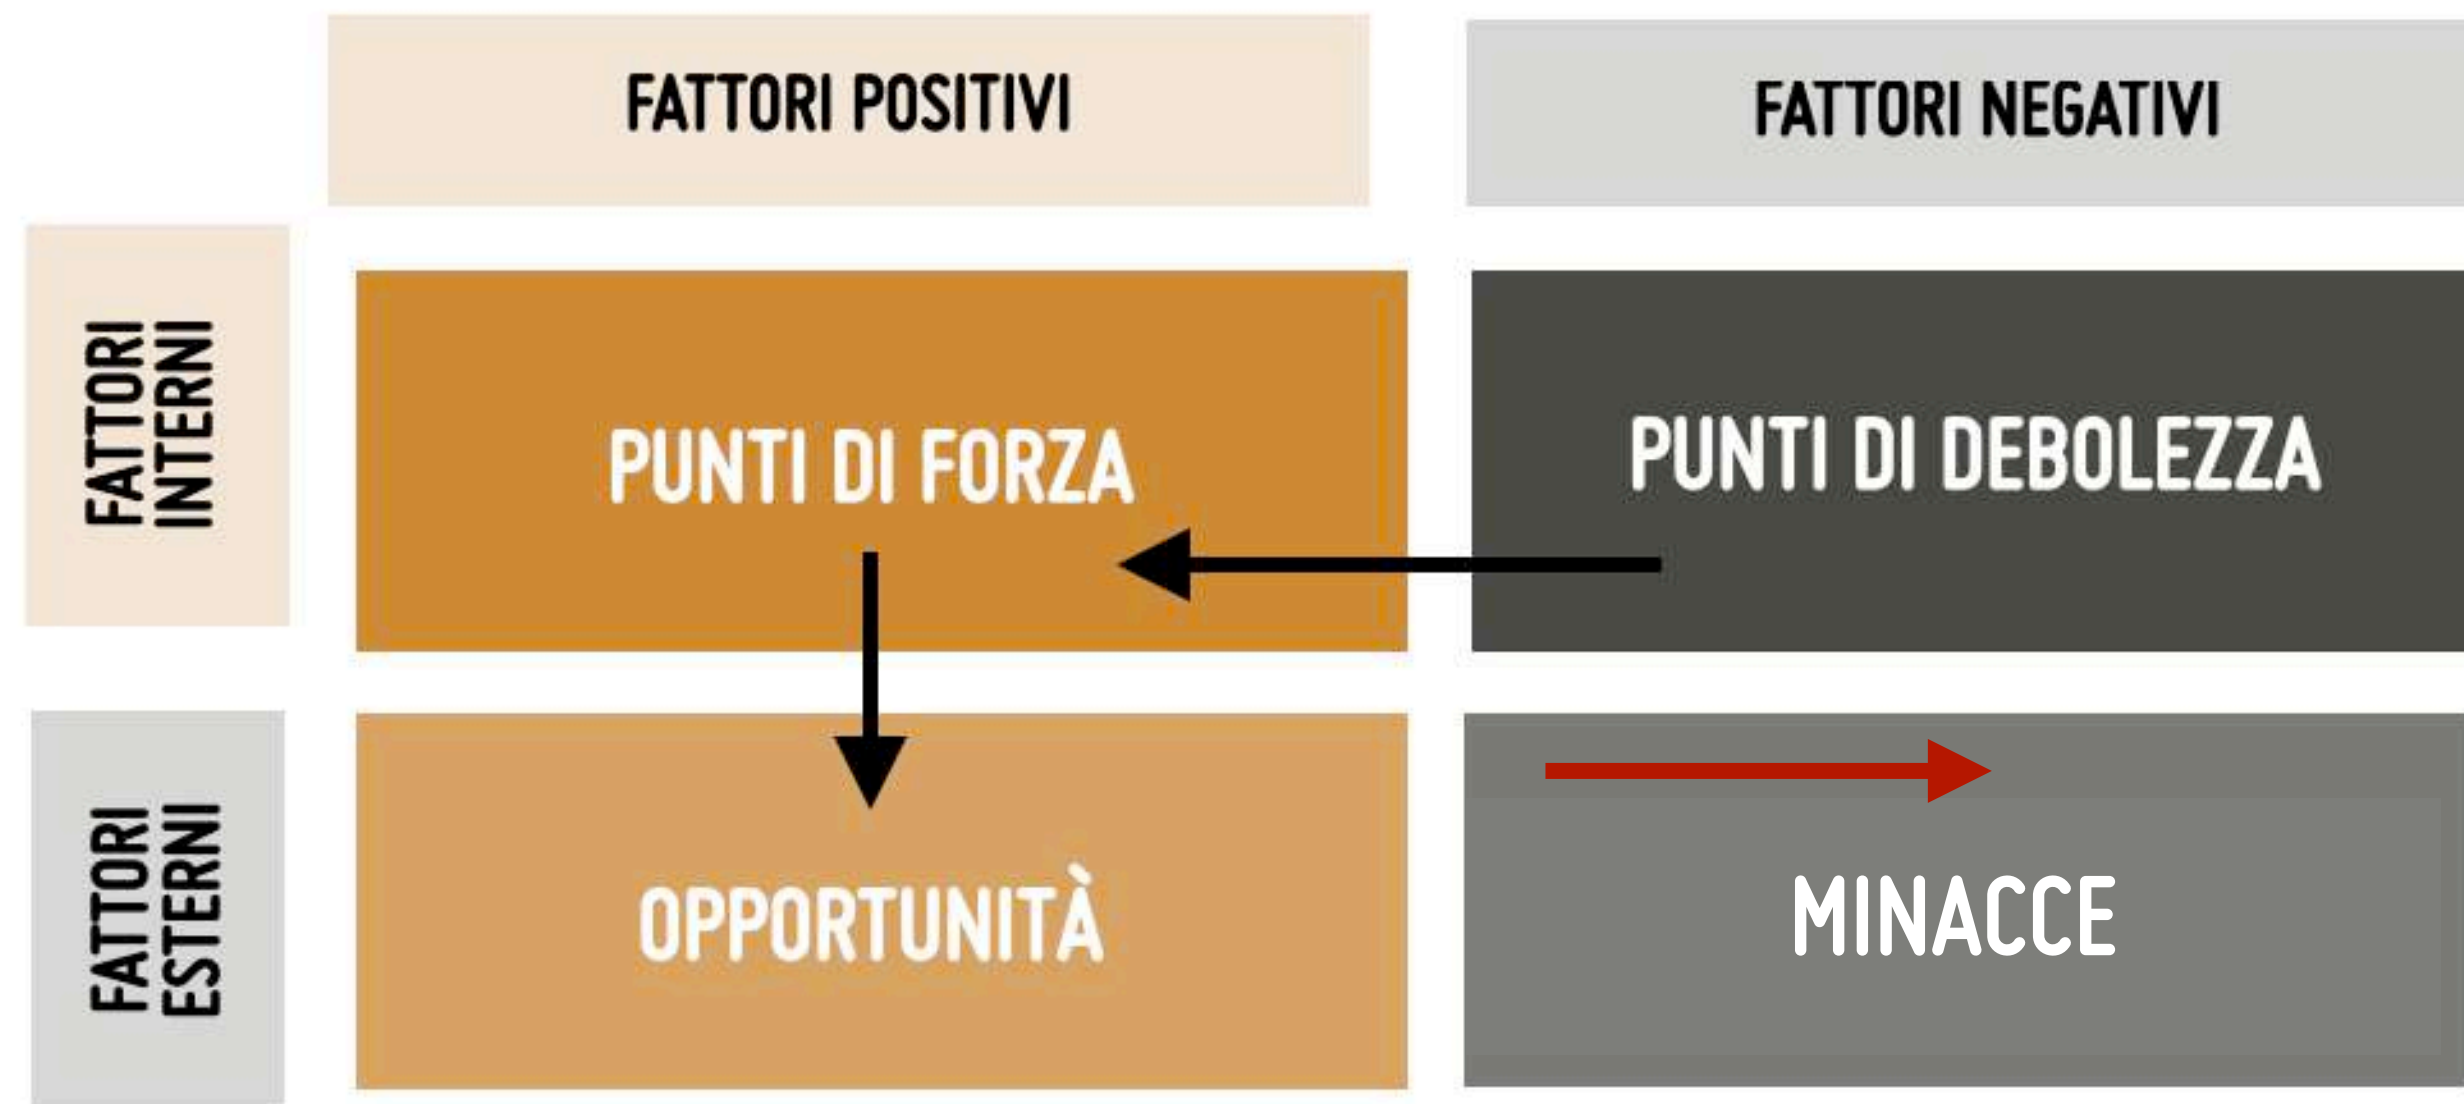 FATTORI POSITIVI
FATTORI NEGATIVI
FATTORI
INTERNI
PUNTI DI FORZA
PUNTI DI DEBOLEZZA
FATTORI
ESTERNI
OPPORTUNITÀ
MINACCE